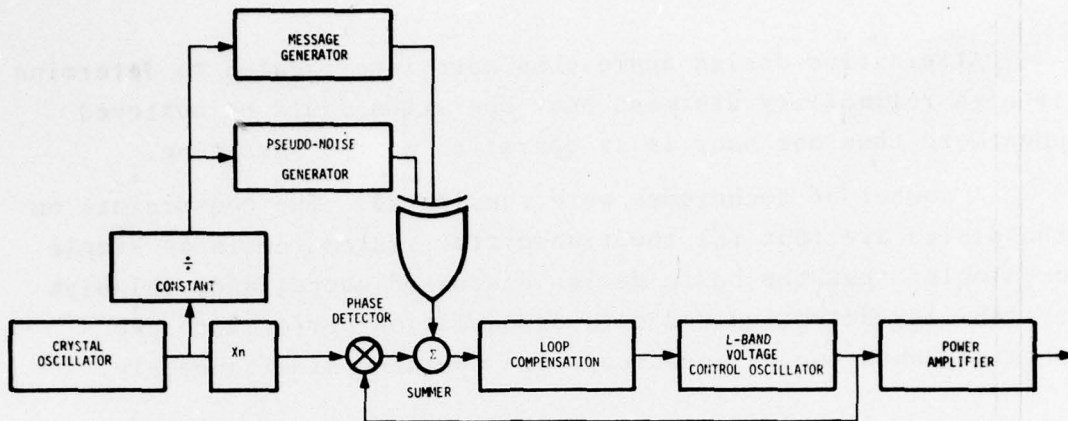 MESSAGE
GENERATOR
PSEUDO-NOISE
GENERATOR
÷
CONSTANT
PHASE
DETECTOR
CRYSTAL
OSCILLATOR
Xn
Σ
SUMMER
LOOP
COMPENSATION
L-BAND
VOLTAGE
CONTROL OSCILLATOR
POWER
AMPLIFIER